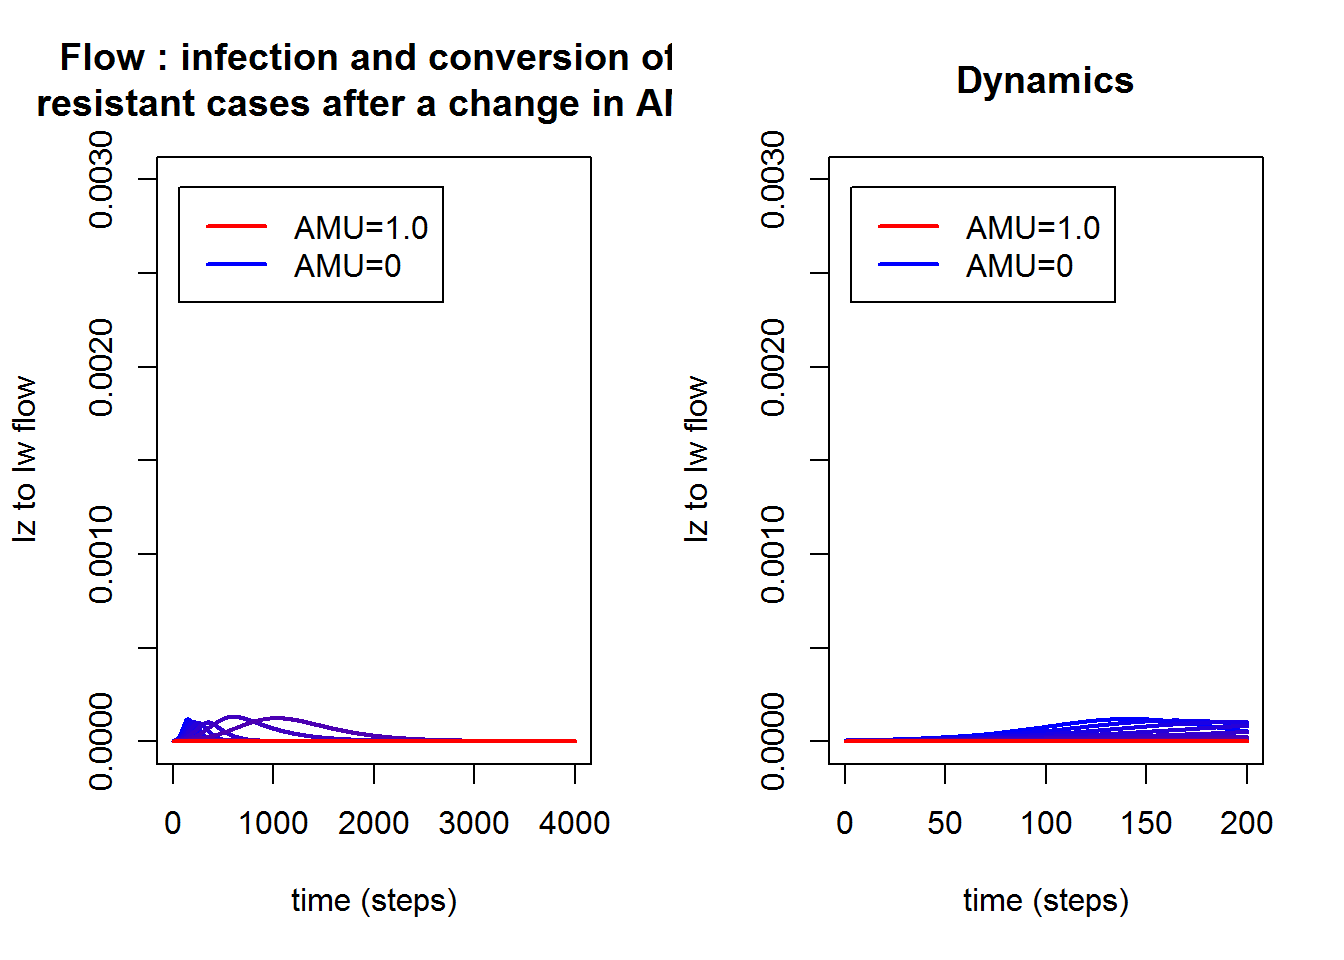 Flow : infection and conversion of
resistant cases after a change in
Iz to Iw flow
0.0030
0.0020
0.0010
0.0000
AMU=1.0
AMU=0
0 1000 2000 3000 4000
time (steps)
Dynamics
Iz to Iw flow
0.0030
0.0020
0.0010
0.0000
AMU=1.0
AMU=0
0 50 100 150 200
time (steps)